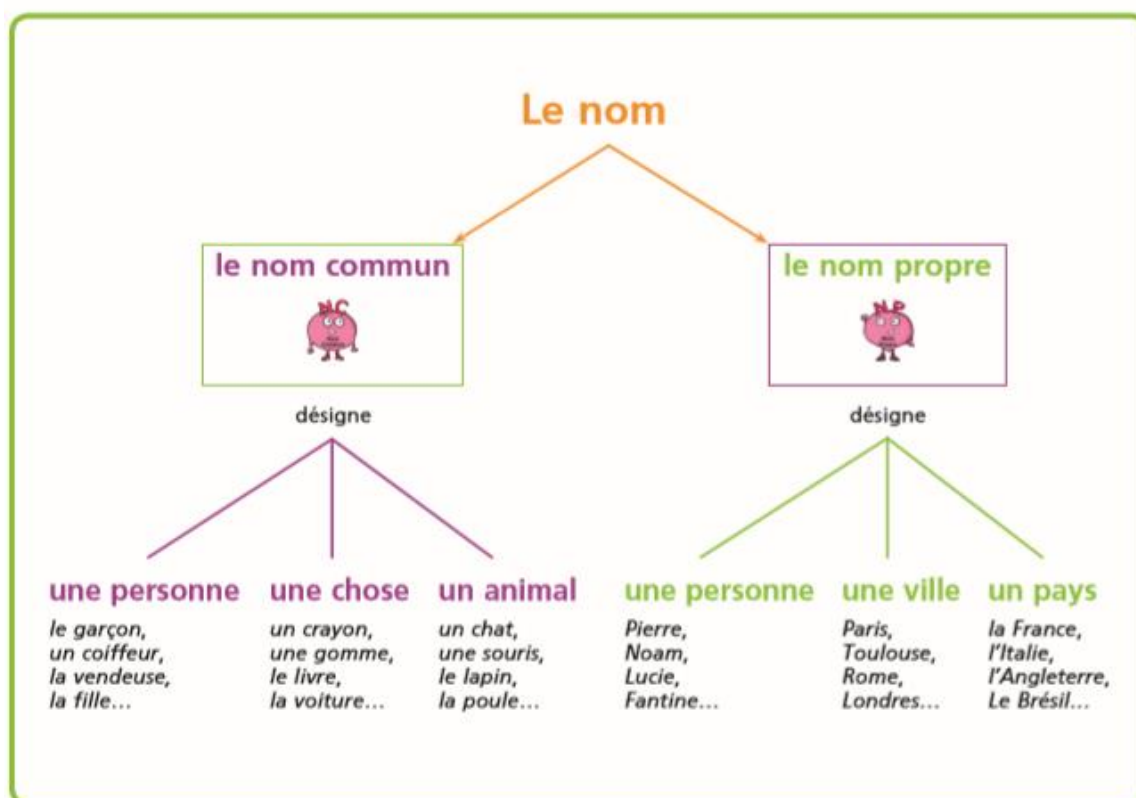 Le nom
le nom commun
NC
désigne
une personne
le garçon,
un coiffeur,
la vendeuse,
la fille…
une chose
un crayon,
une gomme,
le livre,
la voiture…
un animal
un chat,
une souris,
le lapin,
la poule…
le nom propre
NP
désigne
une personne
Pierre,
Noam,
Lucie,
Fantine…
une ville
Paris,
Toulouse,
Rome,
Londres…
un pays
la France,
l'Italie,
l'Angleterre,
Le Brésil…